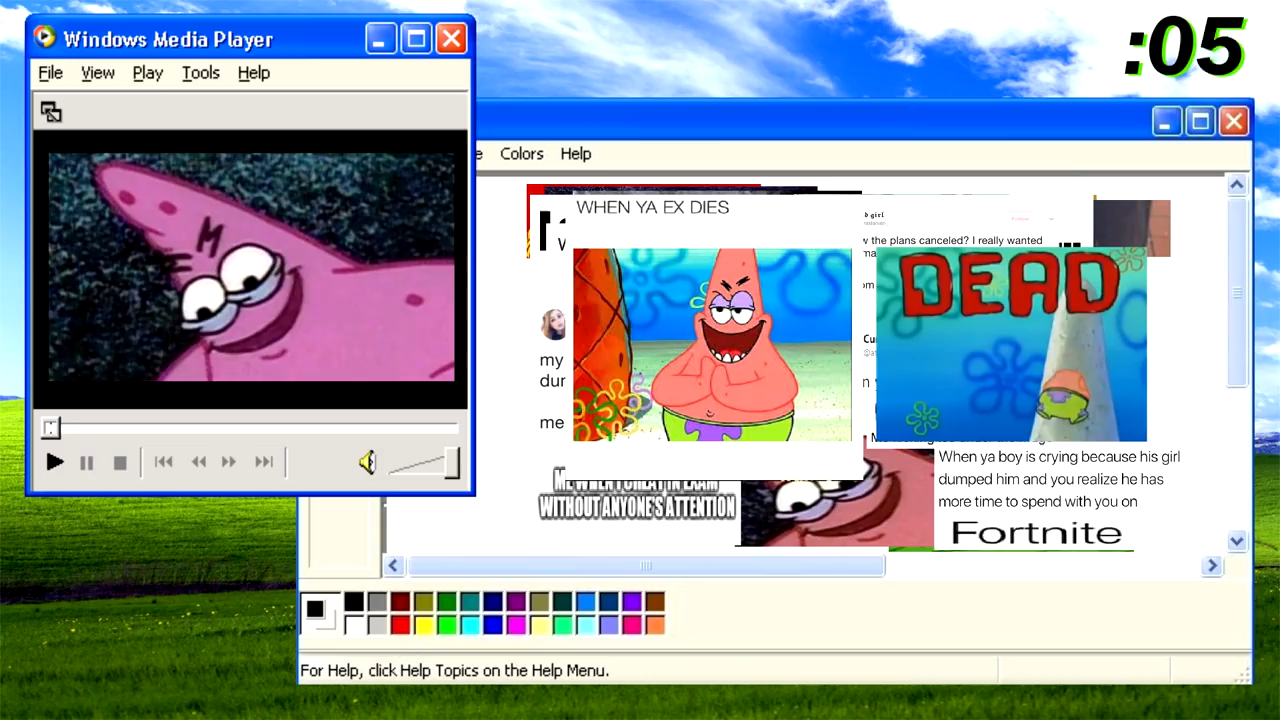 :05
Windows Media Player
File View Play Tools Help
Colors Help
WHEN YA EX DIES
girl
the plans canceled? I really wanted
DEAD
my
dur
me
When ya boy is crying because his girl
dumped him and you realize he has
more time to spend with you on
Fortnite
ME WHEN I CHEAT IN EXAM
WITHOUT ANYONE'S ATTENTION
For Help, click Help Topics on the Help Menu.